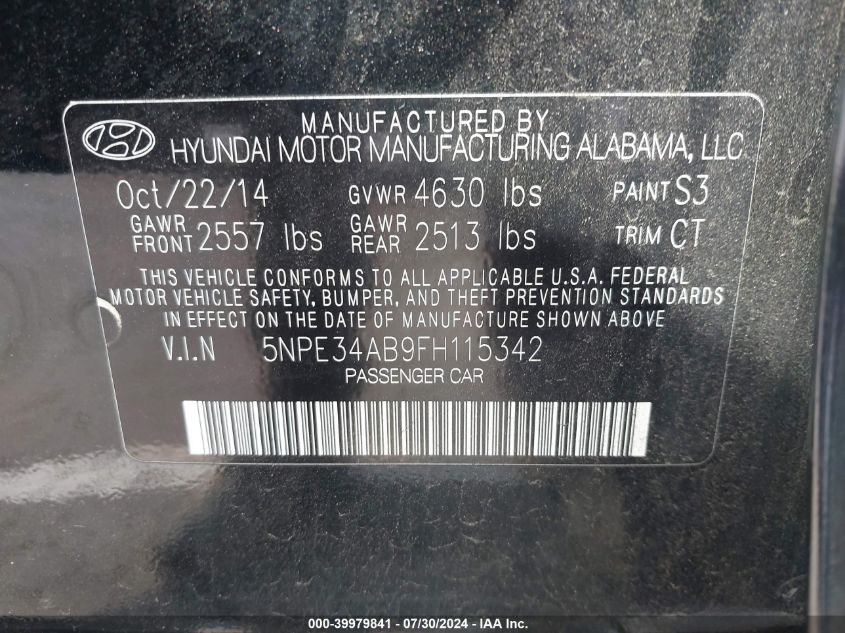 MANUFACTURED BY
HYUNDAI MOTOR MANUFACTURING ALABAMA, LLC
Oct/22/14 GVWR 4630 lbs PAINT S3
GAWR FRONT 2557 lbs GAWR REAR 2513 lbs TRIM CT
THIS VEHICLE CONFORMS TO ALL APPLICABLE U.S.A. FEDERAL
MOTOR VEHICLE SAFETY, BUMPER, AND THEFT PREVENTION STANDARDS
IN EFFECT ON THE DATE OF MANUFACTURE SHOWN ABOVE.
V.I.N 5NPE34AB9FH115342
PASSENGER CAR
000-39979841 - 07/30/2024 - IAA Inc.